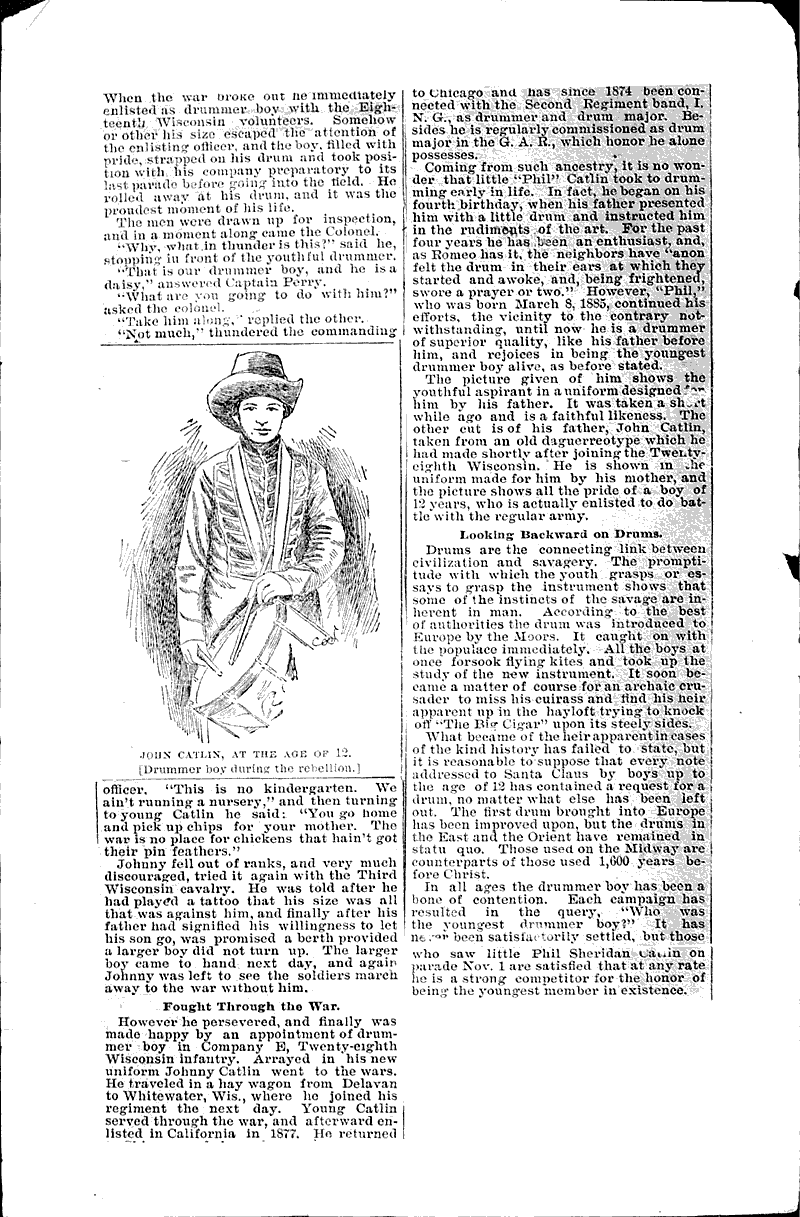 When the war broke out he immediately
enlisted as drummer boy with the Eigh-
teenth Wisconsin volunteers. Somehow
or other his size escaped the attention of
the enlisting officer, and the boy, filled with
pride, strapped on his drum and took posi-
tion with his company preparatory to its
last parade before going into the field. He
rolled away at his drum, and it was the
proudest moment of his life.
The men were drawn up for inspection,
and in a moment along came the Colonel.
"Why, what in thunder is this?" said he,
stopping in front of the youthful drummer.
"That is our drummer boy, and he is a
daisy," answered Captain Perry.
"What are you going to do with him?"
asked the colonel.
"Take him along," replied the other.
"Not much," thundered the commanding
Cool
JOHN CATLIN, AT THE AGE OF 12.
[Drummer boy during the rebellion.]
officer. "This is no kindergarten. We
ain't running a nursery," and then turning
to young Catlin he said: "You go home
and pick up chips for your mother. The
war is no place for chickens that hain't got
their pin feathers."
Johnny fell out of ranks, and very much
discouraged, tried it again with the Third
Wisconsin cavalry. He was told after he
had played a tattoo that his size was all
that was against him, and finally after his
father had signified his willingness to let
his son go, was promised a berth provided
a larger boy did not turn up. The larger
boy came to hand next day, and again
Johnny was left to see the soldiers march
away to the war without him.
Fought Through the War.
However he persevered, and finally was
made happy by an appointment of drum-
mer boy in Company E, Twenty-eighth
Wisconsin infantry. Arrayed in his new
uniform Johnny Catlin went to the wars.
He traveled in a hay wagon from Delavan
to Whitewater, Wis., where he joined his
regiment the next day. Young Catlin
served through the war, and afterward en-
listed in California in 1877. He returned
to Chicago and has since 1874 been con-
nected with the Second Regiment band, I.
N. G., as drummer and drum major. Be-
sides he is regularly commissioned as drum
major in the G. A. R., which honor he alone
possesses.
Coming from such ancestry, it is no won-
der that little "Phil" Catlin took to drum-
ming early in life. In fact, he began on his
fourth birthday, when his father presented
him with a little drum and instructed him
in the rudiments of the art. For the past
four years he has been an enthusiast, and,
as Romeo has it, the neighbors have "anon
felt the drum in their ears at which they
started and awoke, and, being frightened,
swore a prayer or two." However, "Phil,"
who was born March 8, 1885, continued his
efforts, the vicinity to the contrary not-
withstanding, until now he is a drummer
of superior quality, like his father before
him, and rejoices in being the youngest
drummer boy alive, as before stated.
The picture given of him shows the
youthful aspirant in a uniform designed for
him by his father. It was taken a short
while ago and is a faithful likeness. The
other cut is of his father, John Catlin,
taken from an old daguerreotype which he
had made shortly after joining the Twenty-
eighth Wisconsin. He is shown in the
uniform made for him by his mother, and
the picture shows all the pride of a boy of
12 years, who is actually enlisted to do bat-
tle with the regular army.
Looking Backward on Drums.
Drums are the connecting link between
civilization and savagery. The prompti-
tude with which the youth grasps or es-
says to grasp the instrument shows that
some of the instincts of the savage are in-
herent in man. According to the best
of authorities the drum was introduced to
Europe by the Moors. It caught on with
the populace immediately. All the boys at
once forsook flying kites and took up the
study of the new instrument. It soon be-
came a matter of course for an archaic cru-
sader to miss his cuirass and find his heir
apparent up in the hayloft trying to knock
off "The Big Cigar" upon its steely sides.
What became of the heir apparent in cases
of the kind history has failed to state, but
it is reasonable to suppose that every note
addressed to Santa Claus by boys up to
the age of 12 has contained a request for a
drum, no matter what else has been left
out. The first drum brought into Europe
has been improved upon, but the drums in
the East and the Orient have remained in
statu quo. Those used on the Midway are
counterparts of those used 1,600 years be-
fore Christ.
In all ages the drummer boy has been a
bone of contention. Each campaign has
resulted in the query, "Who was
the youngest drummer boy?" It has
never been satisfactorily settled, but those
who saw little Phil Sheridan Catlin on
parade Nov. 1 are satisfied that at any rate
he is a strong competitor for the honor of
being the youngest member in existence.